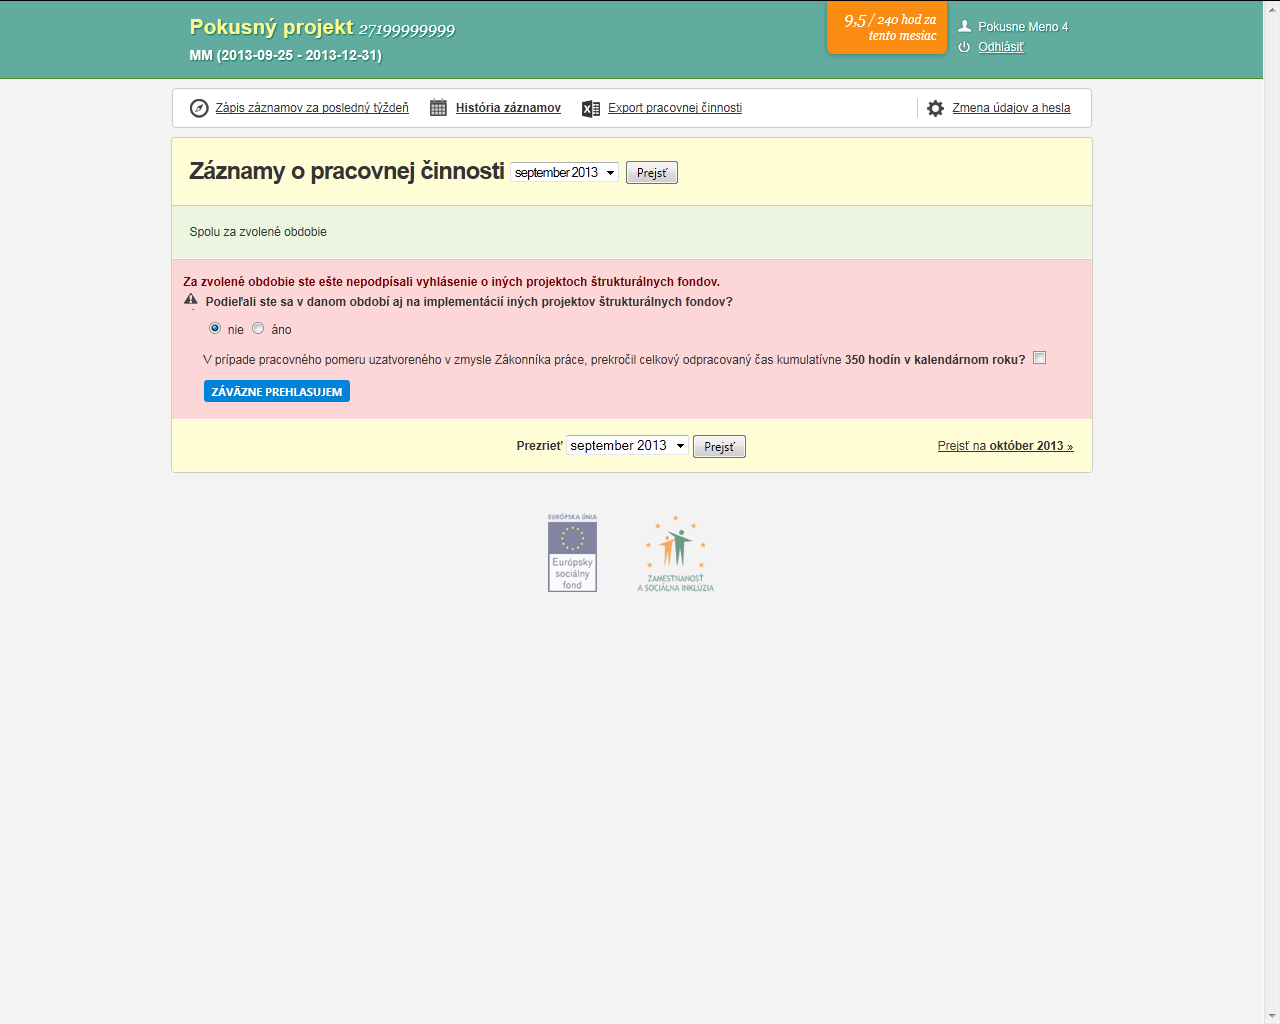 Pokusný projekt 27199999999
MM (2013-09-25 - 2013-12-31)
9,5 / 240 hod za
tento mesiac
Pokusne Meno 4
Odhlásiť
Zápis záznamov za posledný týždeň
História záznamov
Export pracovnej činnosti
Zmena údajov a hesla
Záznamy o pracovnej činnosti september 2013 Prejsť
Spolu za zvolené obdobie
Za zvolené obdobie ste ešte nepodpísali vyhlásenie o iných projektoch štrukturálnych fondov.
Podieľali ste sa v danom období aj na implementácií iných projektov štrukturálnych fondov?
nie áno
V prípade pracovného pomeru uzatvoreného v zmysle Zákonníka práce, prekročil celkový odpracovaný čas kumulatívne 350 hodín v kalendárnom roku?
ZÁVÄZNE PREHLASUJEM
Prezrieť september 2013 Prejsť
Prejsť na október 2013 »
EURÓPSKA ÚNIA
Európsky
sociálny
fond
ZAMESTNANOSŤ
A SOCIÁLNA INKLÚZIA